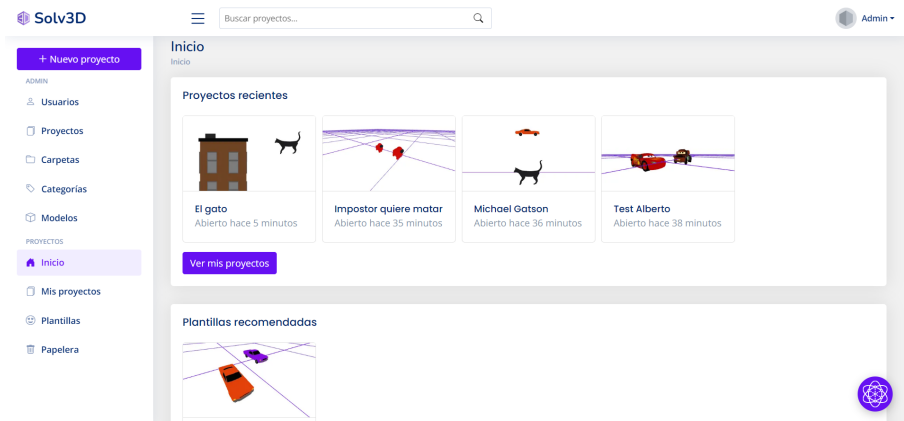 Solv3D
Buscar proyectos...
Admin
+ Nuevo proyecto
ADMIN
Usuarios
Proyectos
Carpetas
Categorías
Modelos
PROYECTOS
Inicio
Mis proyectos
Plantillas
Papelera
Inicio
Inicio
Proyectos recientes
El gato
Abierto hace 5 minutos
Impostor quiere matar
Abierto hace 35 minutos
Michael Gatson
Abierto hace 36 minutos
Test Alberto
Abierto hace 38 minutos
Ver mis proyectos
Plantillas recomendadas